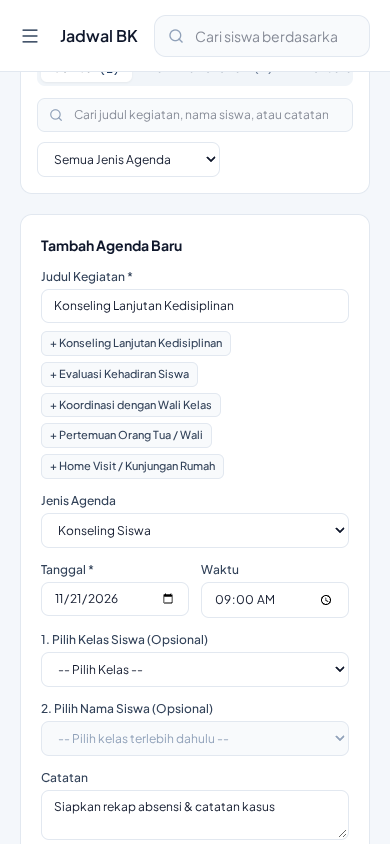 Jadwal BK
Cari siswa berdasarka
Cari judul kegiatan, nama siswa, atau catatan
Semua Jenis Agenda
Tambah Agenda Baru
Judul Kegiatan *
Konseling Lanjutan Kedisiplinan
+ Konseling Lanjutan Kedisiplinan
+ Evaluasi Kehadiran Siswa
+ Koordinasi dengan Wali Kelas
+ Pertemuan Orang Tua / Wali
+ Home Visit / Kunjungan Rumah
Jenis Agenda
Konseling Siswa
Tanggal * Waktu
11/21/2026 09:00 AM
1. Pilih Kelas Siswa (Opsional)
-- Pilih Kelas --
2. Pilih Nama Siswa (Opsional)
-- Pilih kelas terlebih dahulu --
Catatan
Siapkan rekap absensi & catatan kasus